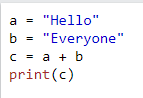 a = "Hello"
b = "Everyone"
c = a + b
print(c)